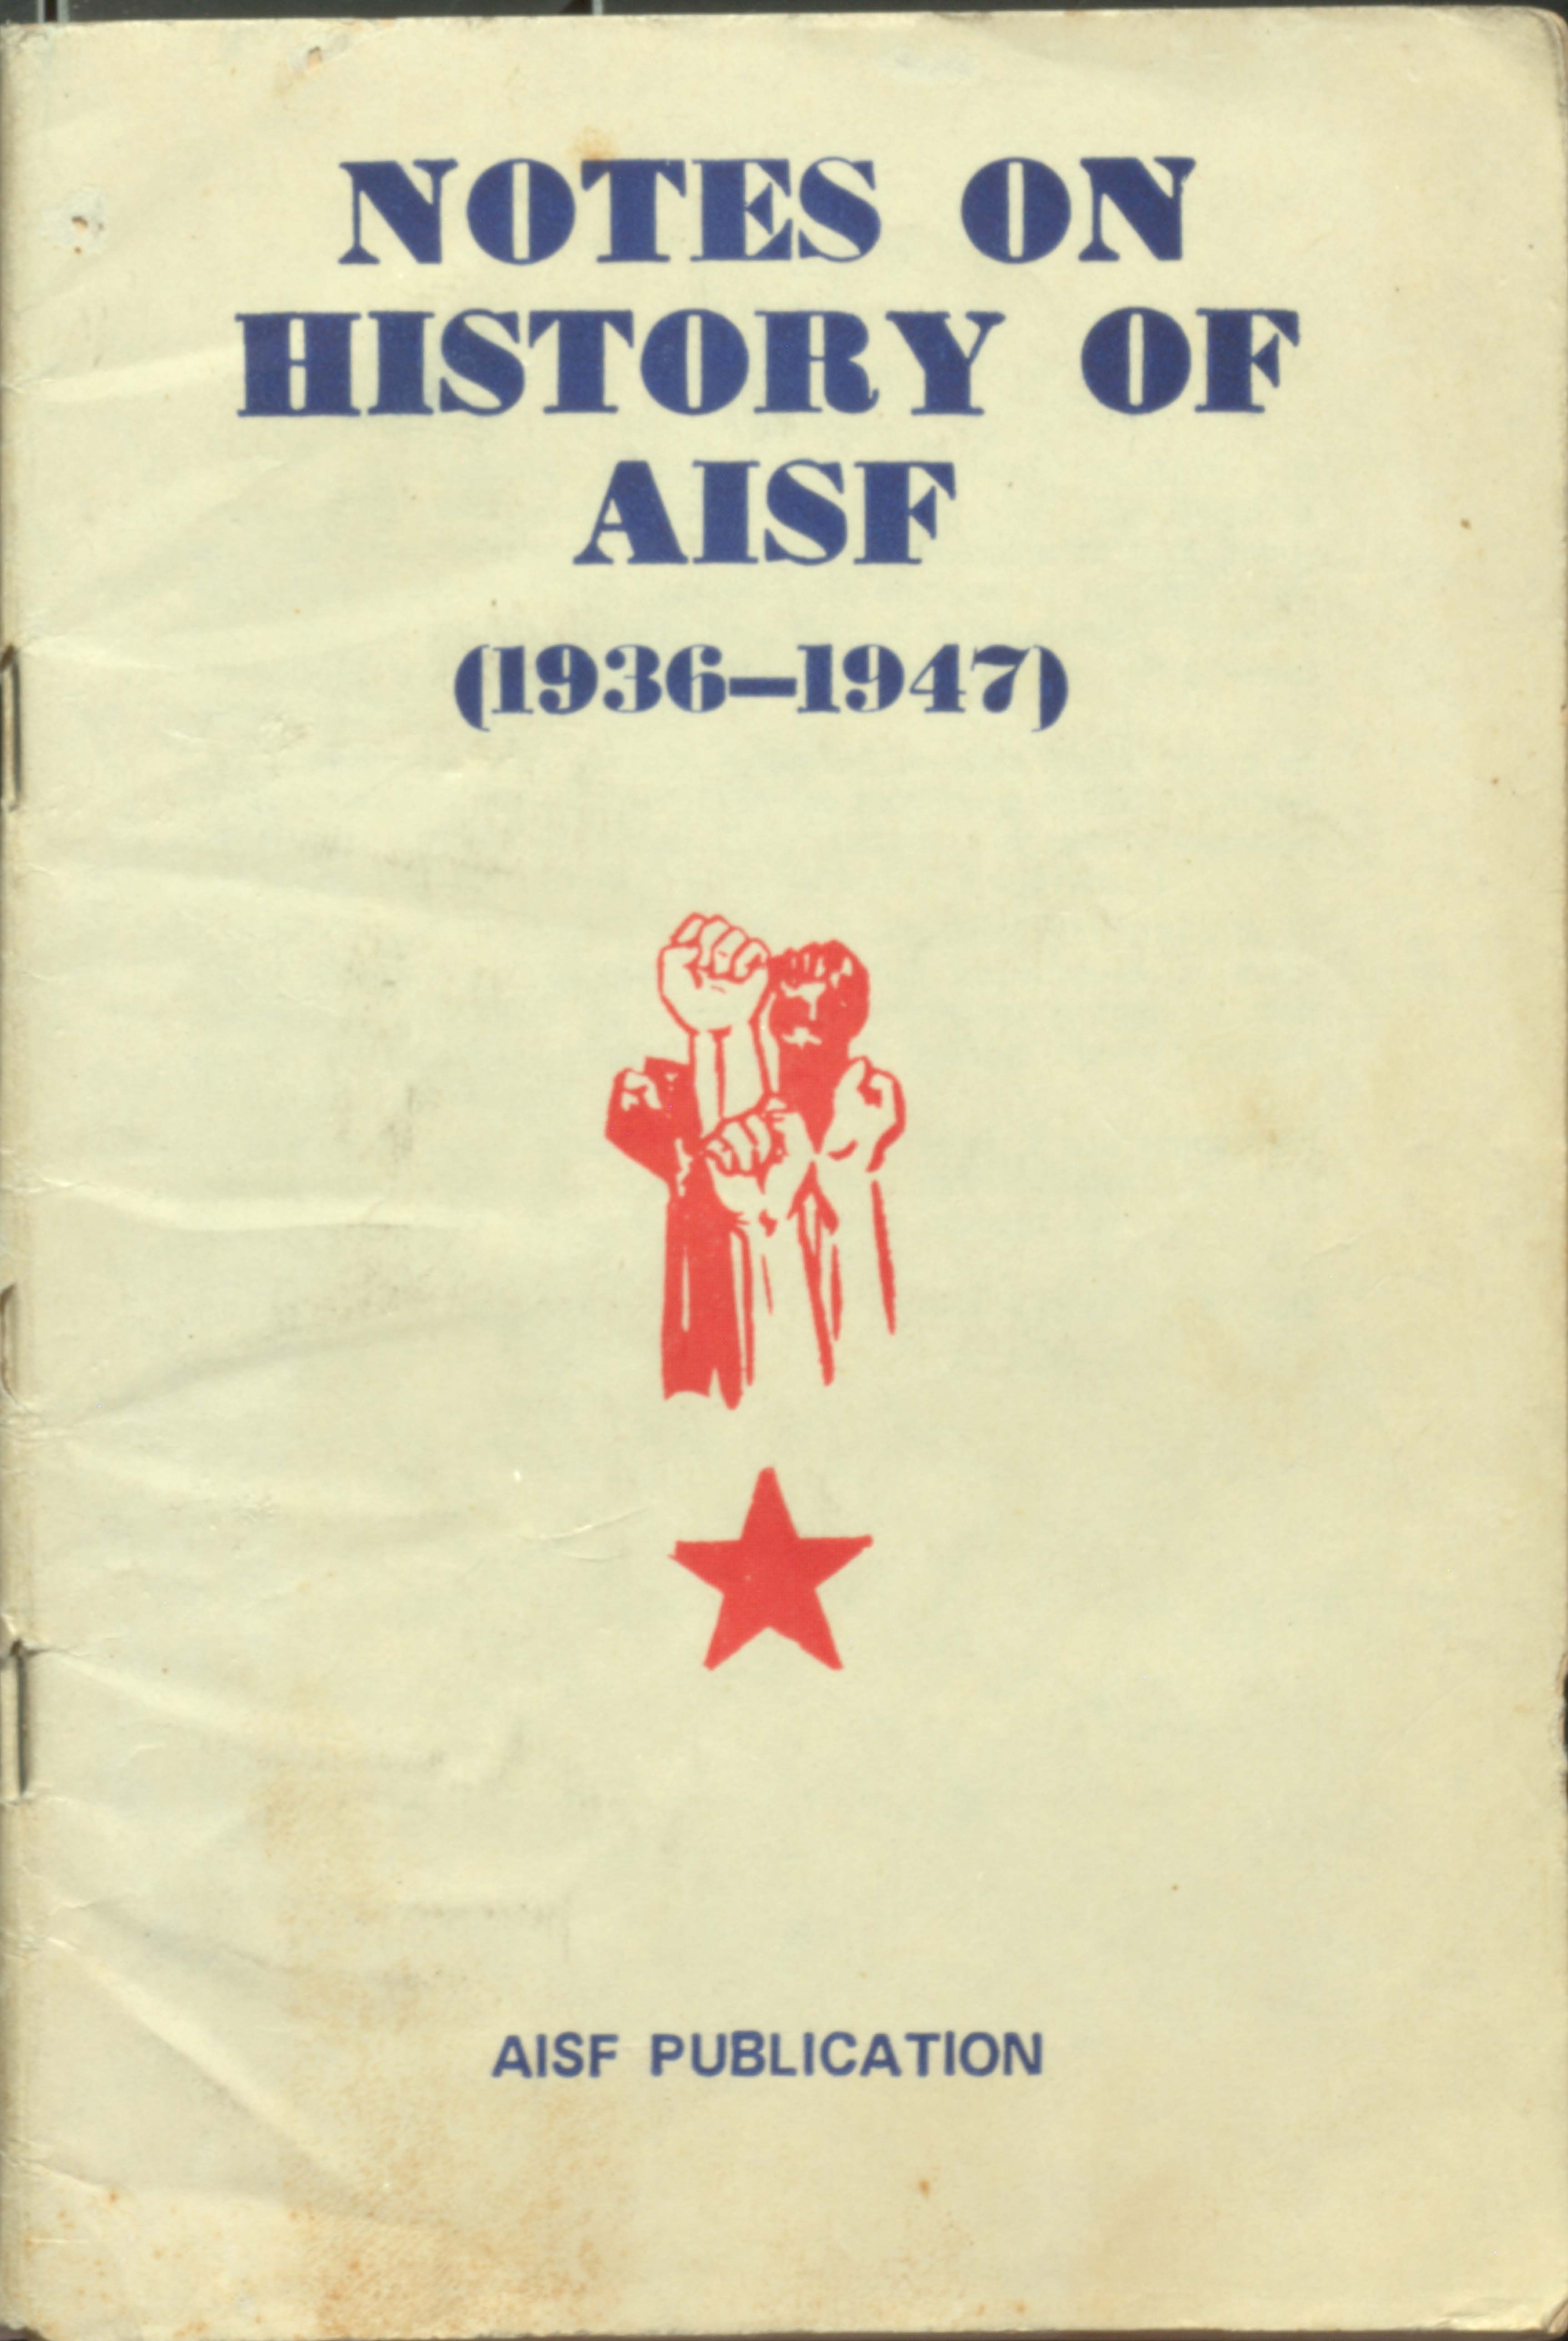 NOTES ON
HISTORY OF
AISF
(1936—1947)
AISF PUBLICATION